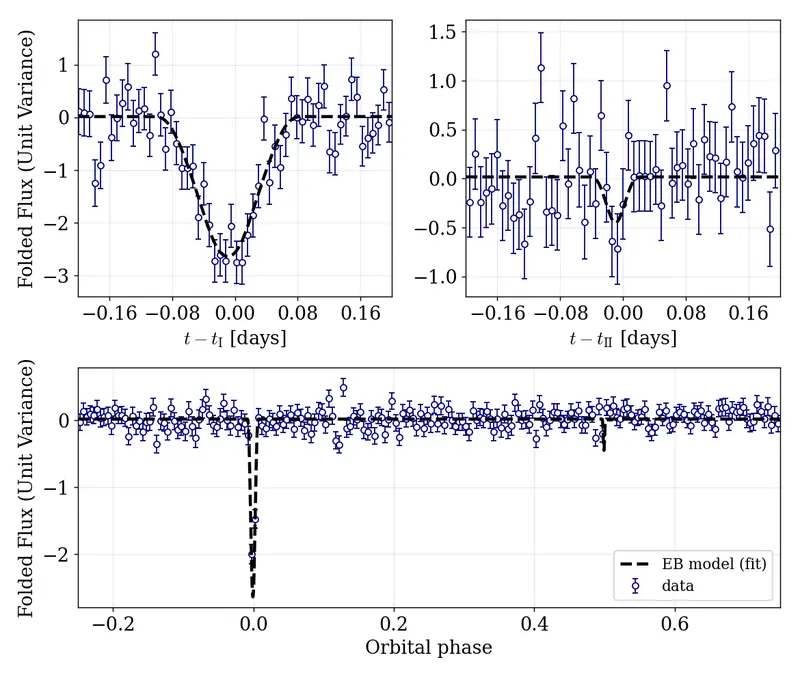 Folded Flux (Unit Variance)
1
0
−1
−2
−3
−0.16 −0.08 0.00 0.08 0.16
t − t_I [days]
1.5
1.0
0.5
0.0
−0.5
−1.0
−0.16 −0.08 0.00 0.08 0.16
t − t_II [days]
Folded Flux (Unit Variance)
0
−1
−2
−0.2 0.0 0.2 0.4 0.6
Orbital phase
EB model (fit)
data